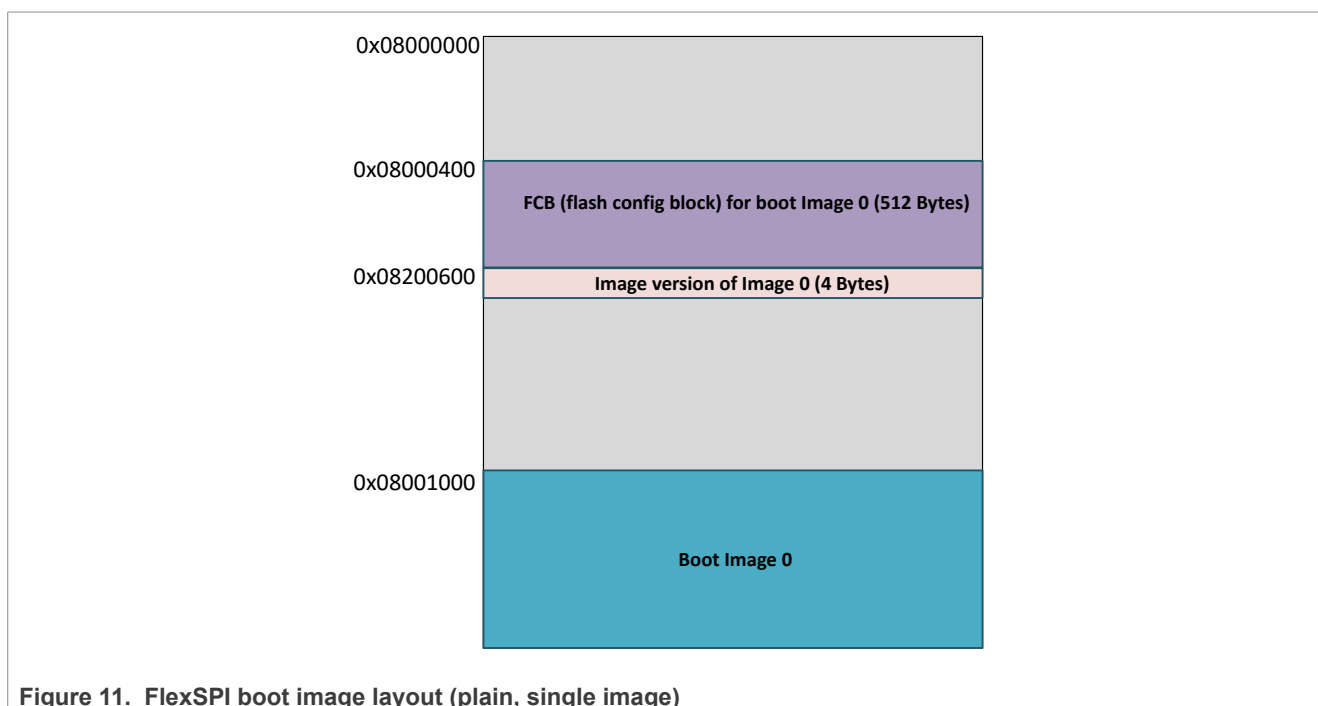 0x08000000
0x08000400
FCB (flash config block) for boot Image 0 (512 Bytes)
0x08200600
Image version of Image 0 (4 Bytes)
0x08001000
Boot Image 0
Figure 11. FlexSPI boot image layout (plain, single image)